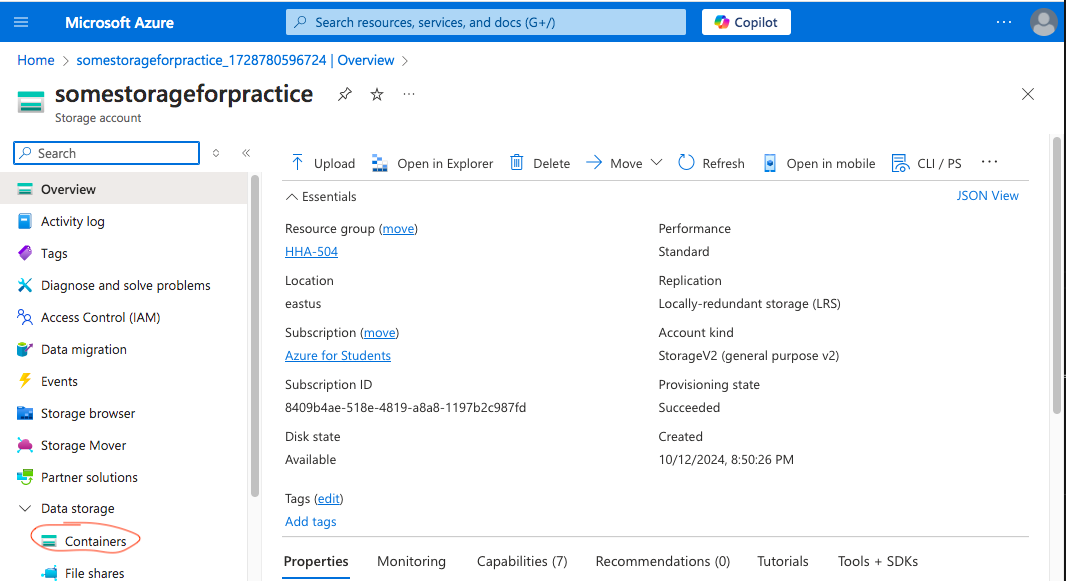 Microsoft Azure
Search resources, services, and docs (G+/)
Copilot
...
Home > somestorageforpractice_1728780596724 | Overview >
somestorageforpractice
...
Storage account
Search
Overview
Activity log
Tags
Diagnose and solve problems
Access Control (IAM)
Data migration
Events
Storage browser
Storage Mover
Partner solutions
Data storage
Containers
File shares
Upload
Open in Explorer
Delete
Move
Refresh
Open in mobile
CLI / PS
...
Essentials
JSON View
Resource group (move)
HHA-504
Location
eastus
Subscription (move)
Azure for Students
Subscription ID
8409b4ae-518e-4819-a8a8-1197b2c987fd
Disk state
Available
Performance
Standard
Replication
Locally-redundant storage (LRS)
Account kind
StorageV2 (general purpose v2)
Provisioning state
Succeeded
Created
10/12/2024, 8:50:26 PM
Tags (edit)
Add tags
Properties
Monitoring
Capabilities (7)
Recommendations (0)
Tutorials
Tools + SDKs